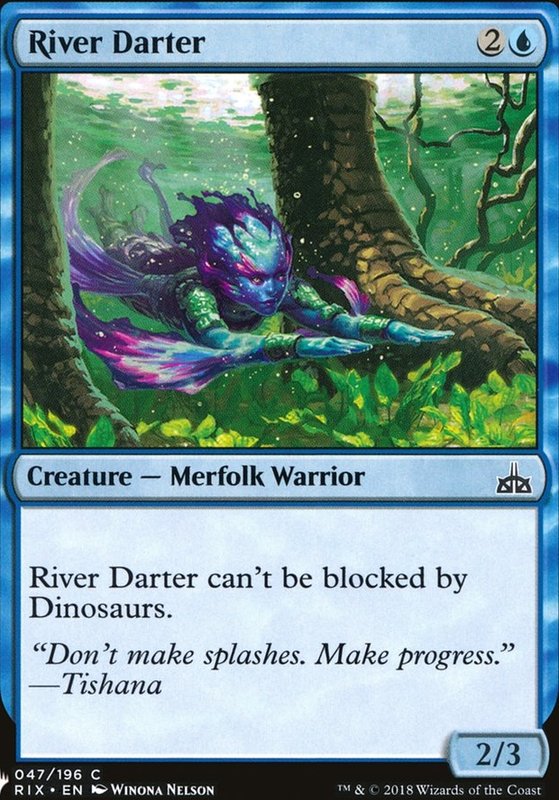 River Darter 2
Creature — Merfolk Warrior
River Darter can't be blocked by
Dinosaurs.
“Don't make splashes. Make progress.”
—Tishana
2/3
047/196 C
RIX • EN Winona Nelson
™ & © 2018 Wizards of the Coast